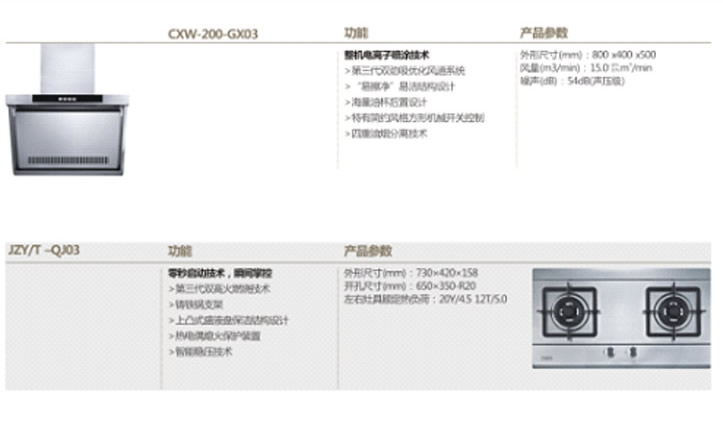 CXW-200-GX03
功能
产品参数
整机电离子喷涂技术
>第三代双劲吸优化风道系统
>“易擦净”易洁结构设计
>海量油杯后置设计
>特有简约风格方形机械开关控制
>四重油烟分离技术
外形尺寸(mm)：800 x400 x500
风量(m3/min)：15.0 m³/min
噪声(dB)：54dB(声压级)
JZY/T –QJ03
功能
产品参数
零秒启动技术，瞬间掌控
>第三代双高火燃烧技术
>铸铁锅支架
>上凸式盛液盘保洁结构设计
>热电偶熄火保护装置
>智能稳压技术
外形尺寸(mm)：730×420×158
开孔尺寸(mm)：650×350-R20
左右灶具额定热负荷：20Y/4.5 12T/5.0